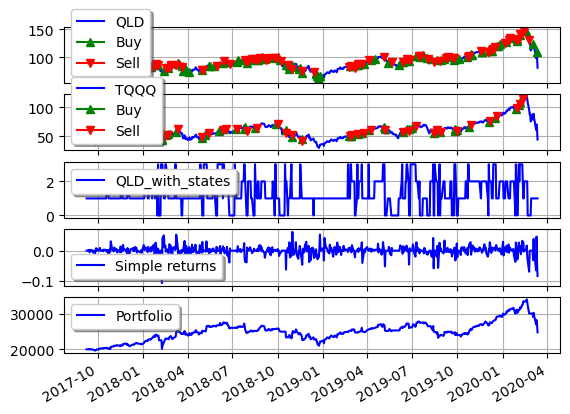 150
100
QLD
Buy
Sell
100
50
TQQQ
Buy
Sell
2
0
QLD_with_states
0.0
−0.1
Simple returns
30000
20000
Portfolio
2017-10
2018-01
2018-04
2018-07
2018-10
2019-01
2019-04
2019-07
2019-10
2020-01
2020-04